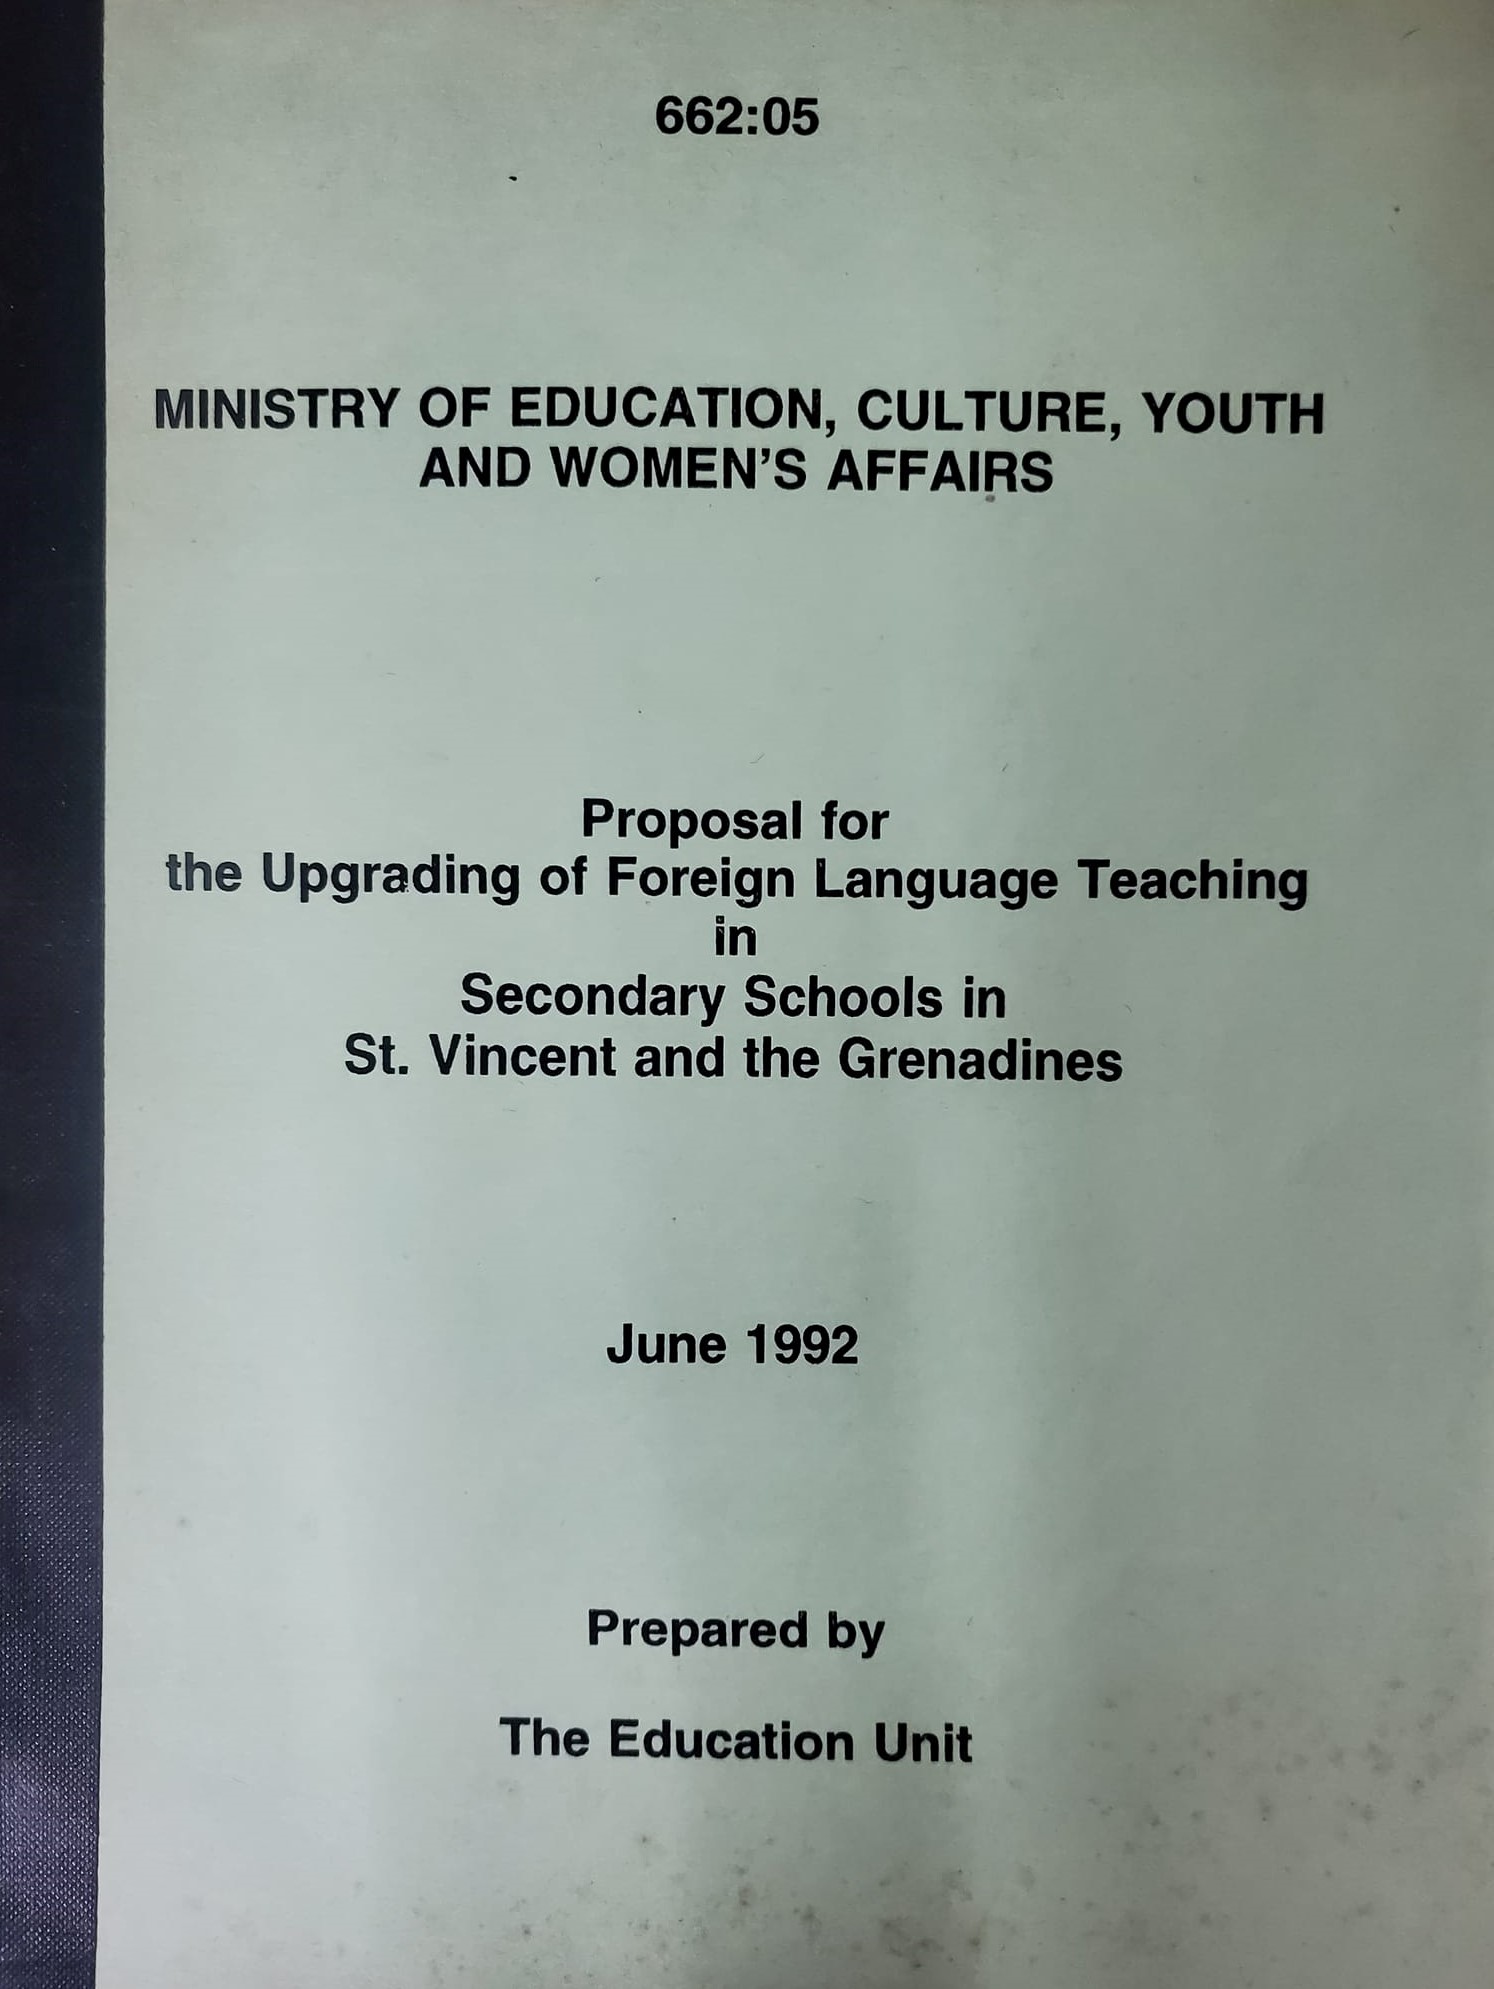 662:05
MINISTRY OF EDUCATION, CULTURE, YOUTH
AND WOMEN'S AFFAIRS
Proposal for
the Upgrading of Foreign Language Teaching
in
Secondary Schools in
St. Vincent and the Grenadines
June 1992
Prepared by
The Education Unit